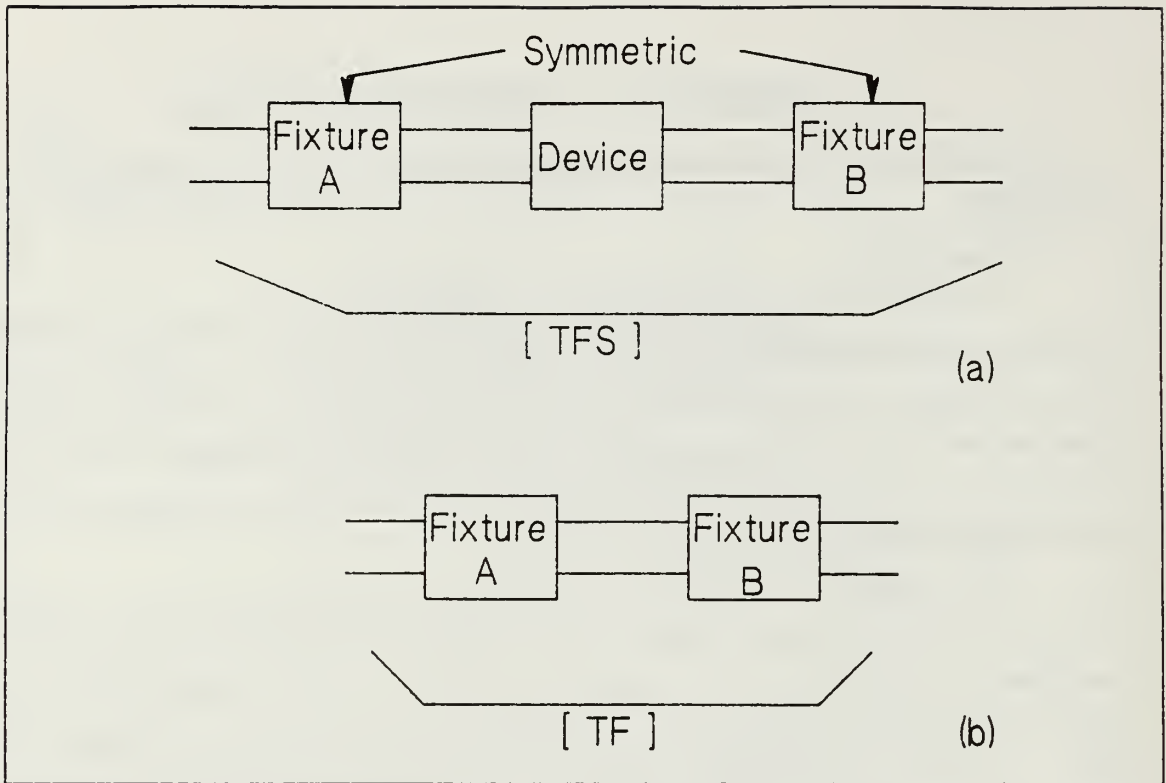 Symmetric
Fixture
A
Device
Fixture
B
[ TFS ]
(a)
Fixture
A
Fixture
B
[ TF ]
(b)